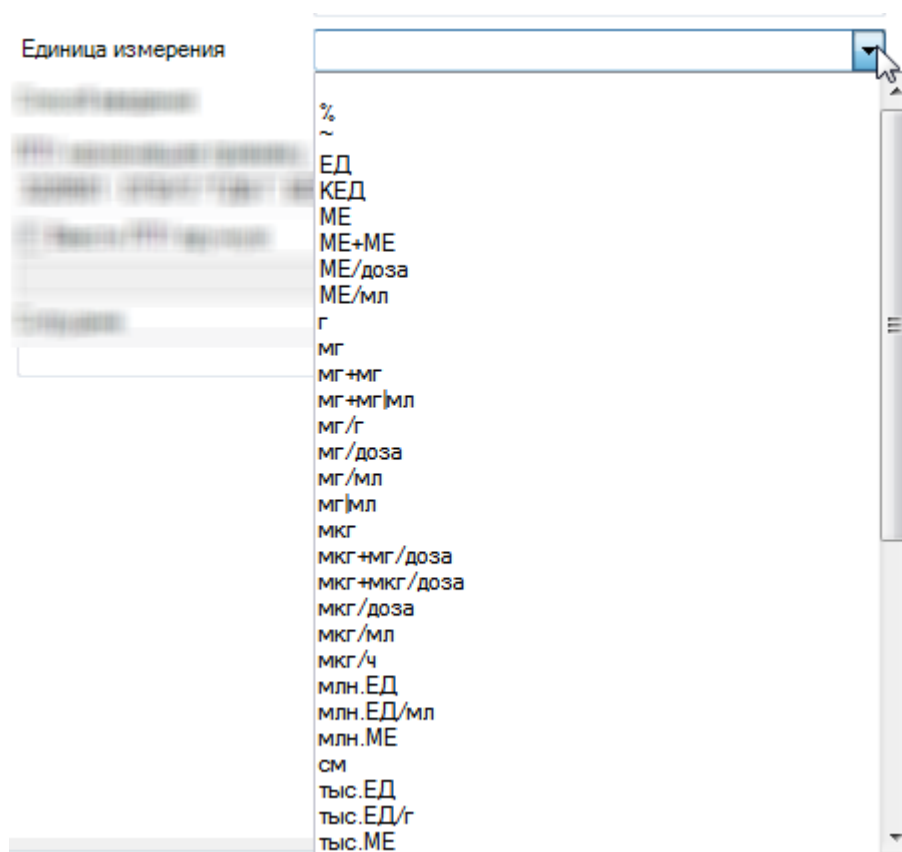 Единица измерения
%
~
ЕД
КЕД
МЕ
МЕ+МЕ
МЕ/доза
МЕ/мл
г
мг
мг+мг
мг+мг|мл
мг/г
мг/доза
мг/мл
мг|мл
мкг
мкг+мг/доза
мкг+мкг/доза
мкг/доза
мкг/мл
мкг/ч
млн.ЕД
млн.ЕД/мл
млн.МЕ
см
тыс.ЕД
тыс.ЕД/г
тыс.МЕ